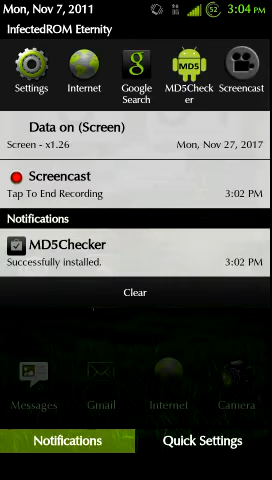 Mon, Nov 7, 2011
52
3:04 PM
InfectedROM Eternity
Settings
Internet
g
Google
Search
MD5
MD5Check
er
Screencast
Data on (Screen)
Screen - x1.26
Mon, Nov 27, 2017
Screencast
Tap To End Recording
3:02 PM
Notifications
MD5Checker
Successfully installed.
3:02 PM
Clear
Messages
Gmail
Internet
Camera
Notifications
Quick Settings